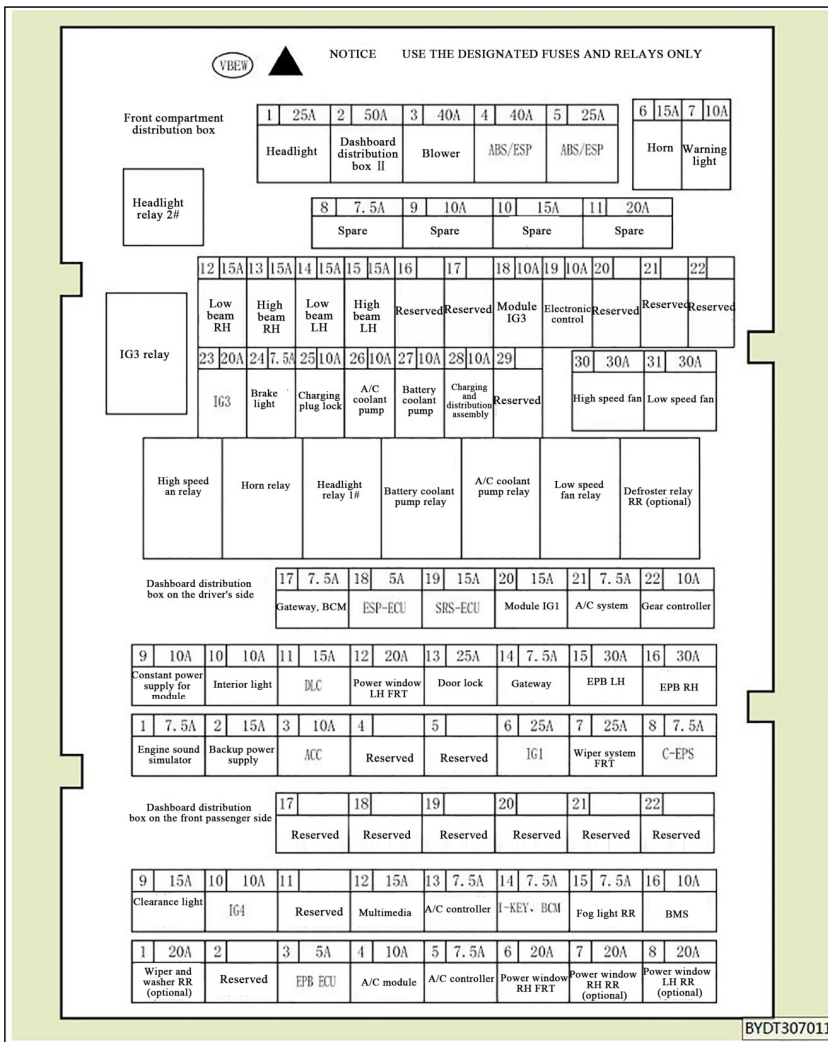 VBEW NOTICE USE THE DESIGNATED FUSES AND RELAYS ONLY
Front compartment
distribution box
1 25A 2 50A 3 40A 4 40A 5 25A
Headlight
Dashboard
distribution
box II
Blower
ABS/ESP
ABS/ESP
6 15A 7 10A
Horn
Warning
light
Headlight
relay 2#
8 7.5A 9 10A 10 15A 11 20A
Spare Spare Spare Spare
12 15A 13 15A 14 15A 15 15A 16 17 18 10A 19 10A 20 21 22
Low
beam
RH
High
beam
RH
Low
beam
LH
High
beam
LH
Reserved
Reserved
Module
IG3
Electronic
control
Reserved
Reserved
Reserved
IG3 relay
23 20A 24 7.5A 25 10A 26 10A 27 10A 28 10A 29
IG3
Brake
light
Charging
plug lock
A/C
coolant
pump
Battery
coolant
pump
Charging
and
distribution
assembly
Reserved
30 30A 31 30A
High speed fan Low speed fan
High speed
an relay
Horn relay
Headlight
relay 1#
Battery coolant
pump relay
A/C coolant
pump relay
Low speed
fan relay
Defroster relay
RR (optional)
Dashboard distribution
box on the driver's side
17 7.5A 18 5A 19 15A 20 15A 21 7.5A 22 10A
Gateway, BCM ESP-ECU SRS-ECU Module IG1 A/C system Gear controller
9 10A 10 10A 11 15A 12 20A 13 25A 14 7.5A 15 30A 16 30A
Constant power
supply for
module
Interior light
DLC
Power window
LH FRT
Door lock
Gateway
EPB LH
EPB RH
1 7.5A 2 15A 3 10A 4 5 6 25A 7 25A 8 7.5A
Engine sound
simulator
Backup power
supply
ACC
Reserved
Reserved
IG1
Wiper system
FRT
C-EPS
Dashboard distribution
box on the front passenger side
17 18 19 20 21 22
Reserved Reserved Reserved Reserved Reserved Reserved
9 15A 10 10A 11 12 15A 13 7.5A 14 7.5A 15 7.5A 16 10A
Clearance light
IG4
Reserved
Multimedia
A/C controller
I-KEY、BCM
Fog light RR
BMS
1 20A 2 3 5A 4 10A 5 7.5A 6 20A 7 20A 8 20A
Wiper and
washer RR
(optional)
Reserved
EPB ECU
A/C module
A/C controller
Power window
RH FRT
Power window
RH RR
(optional)
Power window
LH RR
(optional)
BYDT307011